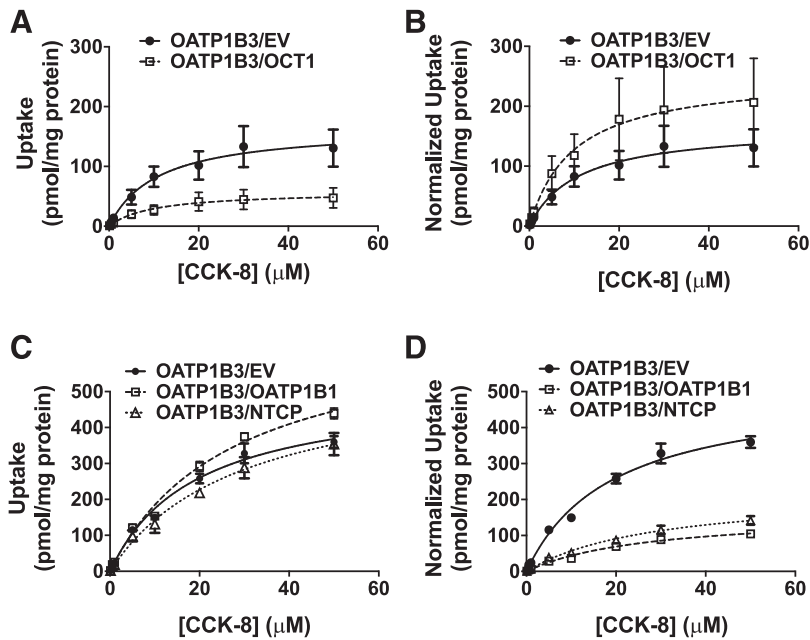 A
OATP1B3/EV
OATP1B3/OCT1
Uptake
(pmol/mg protein)
300
200
100
0
0
20
40
60
[CCK-8] (μM)
B
OATP1B3/EV
OATP1B3/OCT1
Normalized Uptake
(pmol/mg protein)
300
200
100
0
0
20
40
60
[CCK-8] (μM)
C
OATP1B3/EV
OATP1B3/OATP1B1
OATP1B3/NTCP
Uptake
(pmol/mg protein)
500
400
300
200
100
0
0
20
40
60
[CCK-8] (μM)
D
OATP1B3/EV
OATP1B3/OATP1B1
OATP1B3/NTCP
Normalized Uptake
(pmol/mg protein)
500
400
300
200
100
0
0
20
40
60
[CCK-8] (μM)